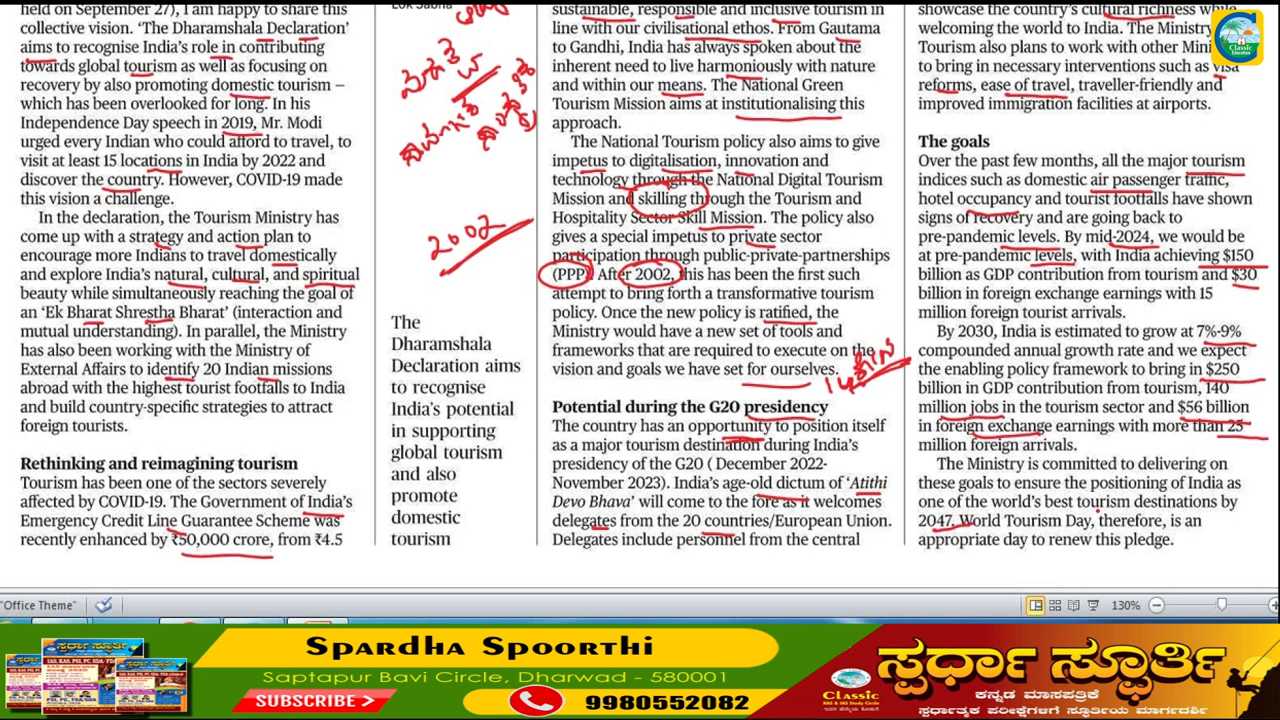 held on September 27), I am happy to share this
collective vision. ‘The Dharamshala Declaration’
aims to recognise India’s role in contributing
towards global tourism as well as focusing on
recovery by also promoting domestic tourism —
which has been overlooked for long. In his
Independence Day speech in 2019, Mr. Modi
urged every Indian who could afford to travel, to
visit at least 15 locations in India by 2022 and
discover the country. However, COVID-19 made
this vision a challenge.
In the declaration, the Tourism Ministry has
come up with a strategy and action plan to
encourage more Indians to travel domestically
and explore India’s natural, cultural, and spiritual
beauty while simultaneously reaching the goal of
an ‘Ek Bharat Shrestha Bharat’ (interaction and
mutual understanding). In parallel, the Ministry
has also been working with the Ministry of
External Affairs to identify 20 Indian missions
abroad with the highest tourist footfalls to India
and build country-specific strategies to attract
foreign tourists.
Rethinking and reimagining tourism
Tourism has been one of the sectors severely
affected by COVID-19. The Government of India’s
Emergency Credit Line Guarantee Scheme was
recently enhanced by ₹50,000 crore, from ₹4.5
Lok Sabha
2002
The
Dharamshala
Declaration aims
to recognise
India’s potential
in supporting
global tourism
and also
promote
domestic
tourism
sustainable, responsible and inclusive tourism in
line with our civilisational ethos. From Gautama
to Gandhi, India has always spoken about the
inherent need to live harmoniously with nature
and within our means. The National Green
Tourism Mission aims at institutionalising this
approach.
The National Tourism policy also aims to give
impetus to digitalisation, innovation and
technology through the National Digital Tourism
Mission and skilling through the Tourism and
Hospitality Sector Skill Mission. The policy also
gives a special impetus to private sector
participation through public-private-partnerships
(PPP). After 2002, this has been the first such
attempt to bring forth a transformative tourism
policy. Once the new policy is ratified, the
Ministry would have a new set of tools and
frameworks that are required to execute on the
vision and goals we have set for ourselves.
Potential during the G20 presidency
The country has an opportunity to position itself
as a major tourism destination during India’s
presidency of the G20 ( December 2022-
November 2023). India’s age-old dictum of ‘Atithi
Devo Bhava’ will come to the fore as it welcomes
delegates from the 20 countries/European Union.
Delegates include personnel from the central
showcase the country’s cultural richness while
welcoming the world to India. The Ministry
Tourism also plans to work with other Mini
to bring in necessary interventions such as visa
reforms, ease of travel, traveller-friendly and
improved immigration facilities at airports.
The goals
Over the past few months, all the major tourism
indices such as domestic air passenger traffic,
hotel occupancy and tourist footfalls have shown
signs of recovery and are going back to
pre-pandemic levels. By mid-2024, we would be
at pre-pandemic levels, with India achieving $150
billion as GDP contribution from tourism and $30
billion in foreign exchange earnings with 15
million foreign tourist arrivals.
By 2030, India is estimated to grow at 7%-9%
compounded annual growth rate and we expect
the enabling policy framework to bring in $250
billion in GDP contribution from tourism, 140
million jobs in the tourism sector and $56 billion
in foreign exchange earnings with more than 25
million foreign arrivals.
The Ministry is committed to delivering on
these goals to ensure the positioning of India as
one of the world’s best tourism destinations by
2047. World Tourism Day, therefore, is an
appropriate day to renew this pledge.
Classic
Education
"Office Theme"
130%
ಸ್ಪರ್ಧಾ ಸ್ಫೂರ್ತಿ
Spardha Spoorthi
Saptapur Bavi Circle, Dharwad - 580001
SUBSCRIBE
9980552082
Classic
KAS & IAS Study Circle
ಸ್ಪರ್ಧಾ ಸ್ಫೂರ್ತಿ
ಕನ್ನಡ ಮಾಸಪತ್ರಿಕೆ
ಸ್ಪರ್ಧಾತ್ಮಕ ಪರೀಕ್ಷೆಗಳಿಗೆ ಸ್ಫೂರ್ತಿಯ ಮಾರ್ಗದರ್ಶಿ